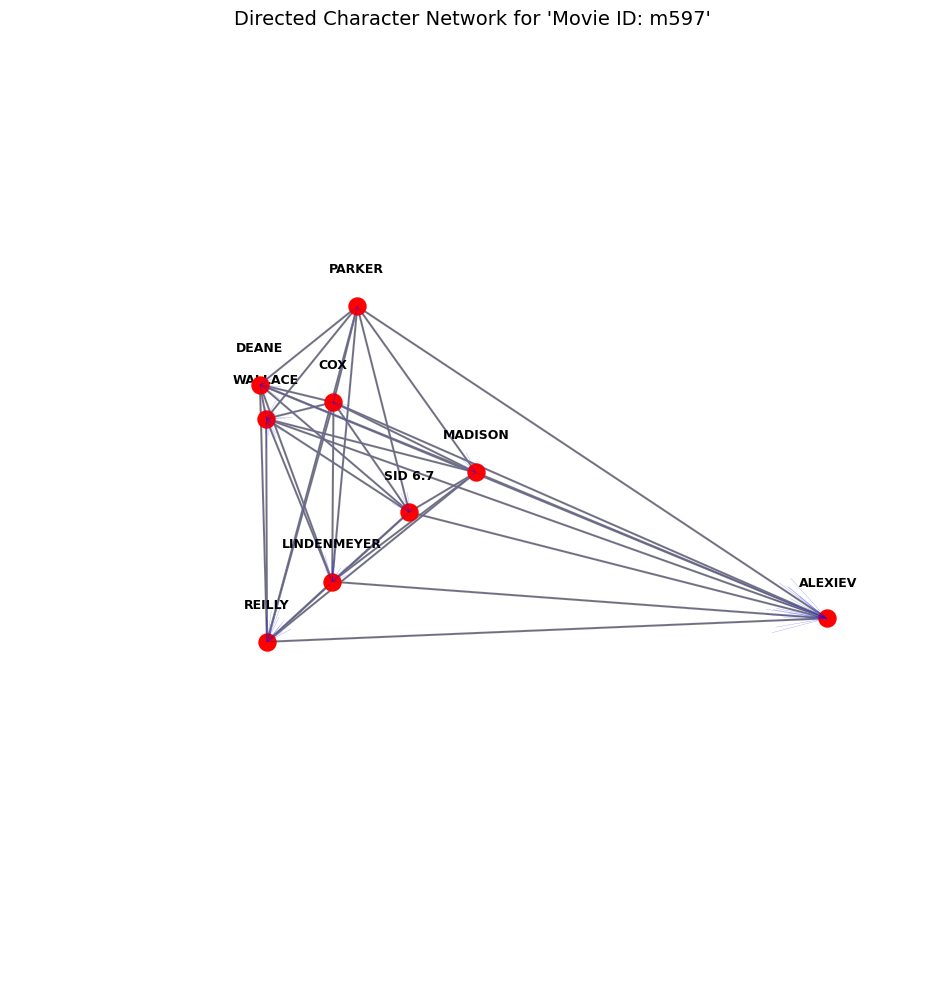 Directed Character Network for 'Movie ID: m597'
PARKER
DEANE
COX
WALLACE
MADISON
SID 6.7
LINDENMEYER
ALEXIEV
REILLY